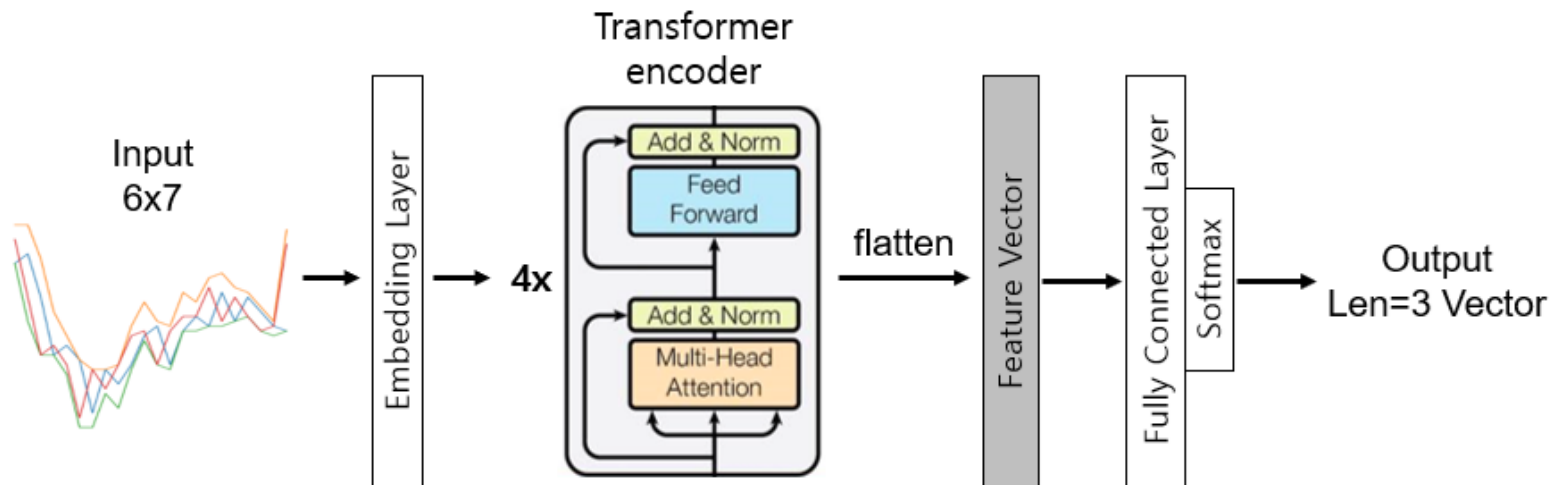 Input
6x7
Embedding Layer
Transformer
encoder
4x
Add & Norm
Feed
Forward
Add & Norm
Multi-Head
Attention
flatten
Feature Vector
Fully Connected Layer
Softmax
Output
Len=3 Vector